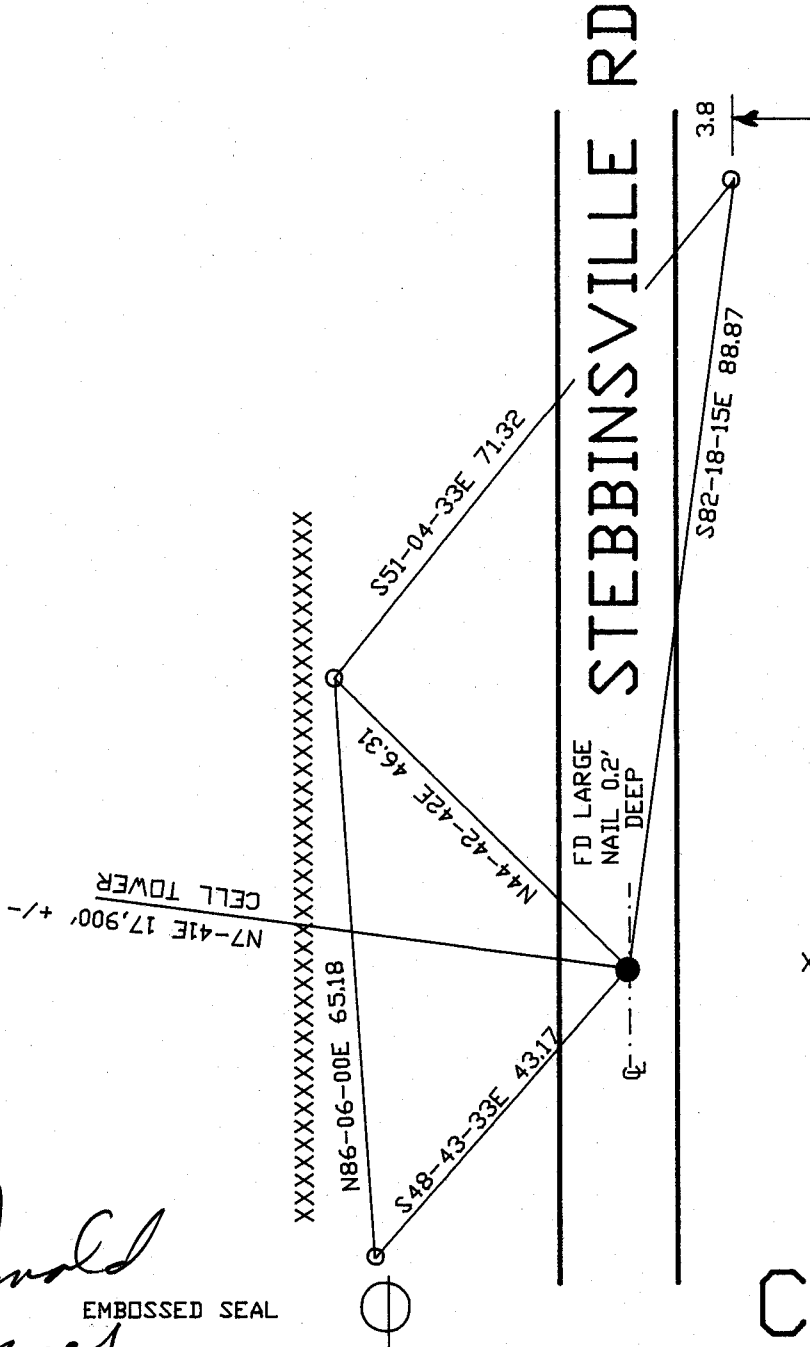 STEBBINSVILLE RD
3.8
S51-04-33E 71.32
S82-18-15E 88.87
N44-42-42E 46.31
FD LARGE
NAIL 0.2'
DEEP
N7-41E 17,900' +/-
CELL TOWER
N86-06-00E 65.18
S48-43-33E 43.17
℄
XXXXXXXXXXXXXXXXXXXXXXXXXXXXXXXXXXXXXXXXXXXXXX
X
EMBOSSED SEAL
C